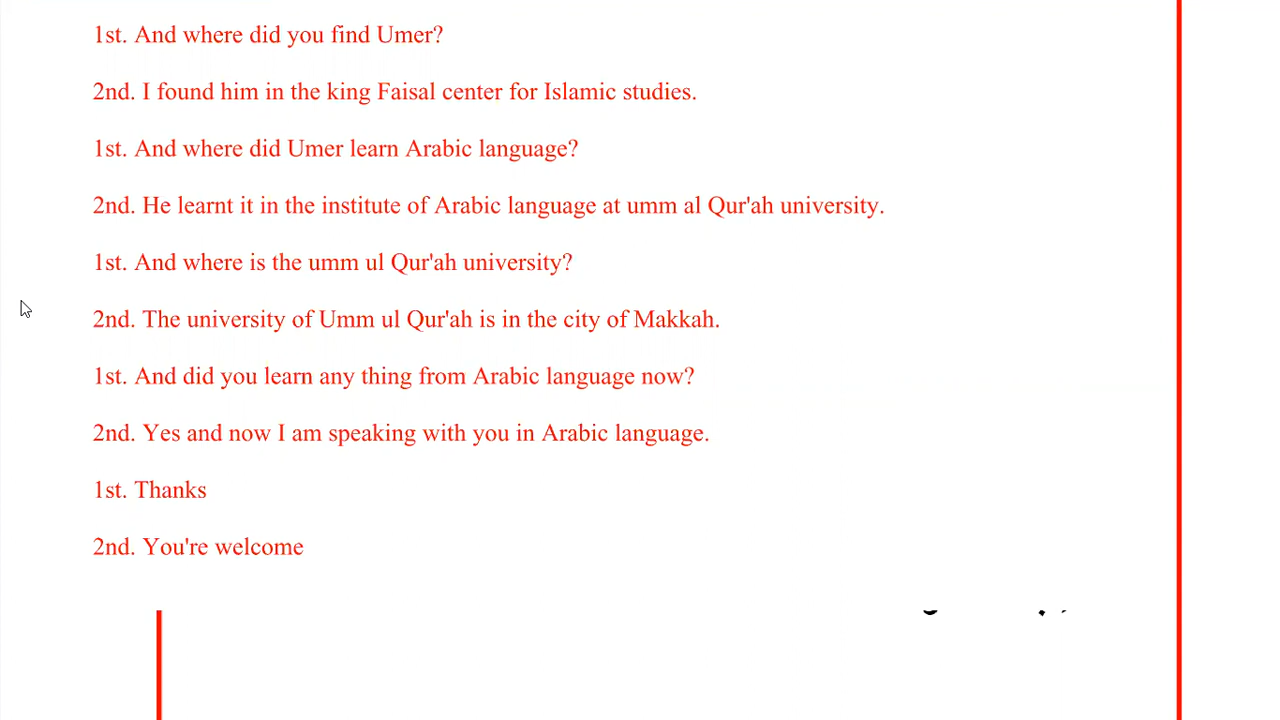 1st. And where did you find Umer?
2nd. I found him in the king Faisal center for Islamic studies.
1st. And where did Umer learn Arabic language?
2nd. He learnt it in the institute of Arabic language at umm al Qur'ah university.
1st. And where is the umm ul Qur'ah university?
2nd. The university of Umm ul Qur'ah is in the city of Makkah.
1st. And did you learn any thing from Arabic language now?
2nd. Yes and now I am speaking with you in Arabic language.
1st. Thanks
2nd. You're welcome